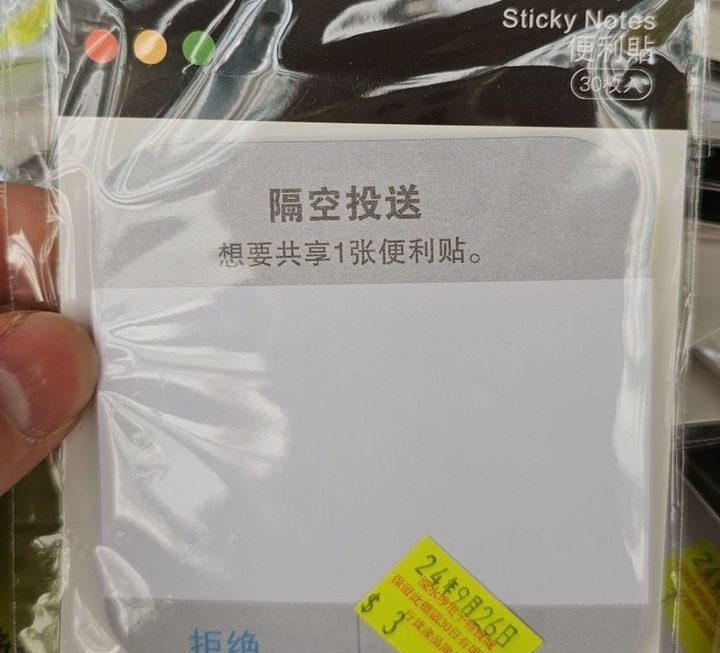 Sticky Notes
便利貼
30枚入
隔空投送
想要共享1张便利贴。
拒绝
24年9月26日
$ 3